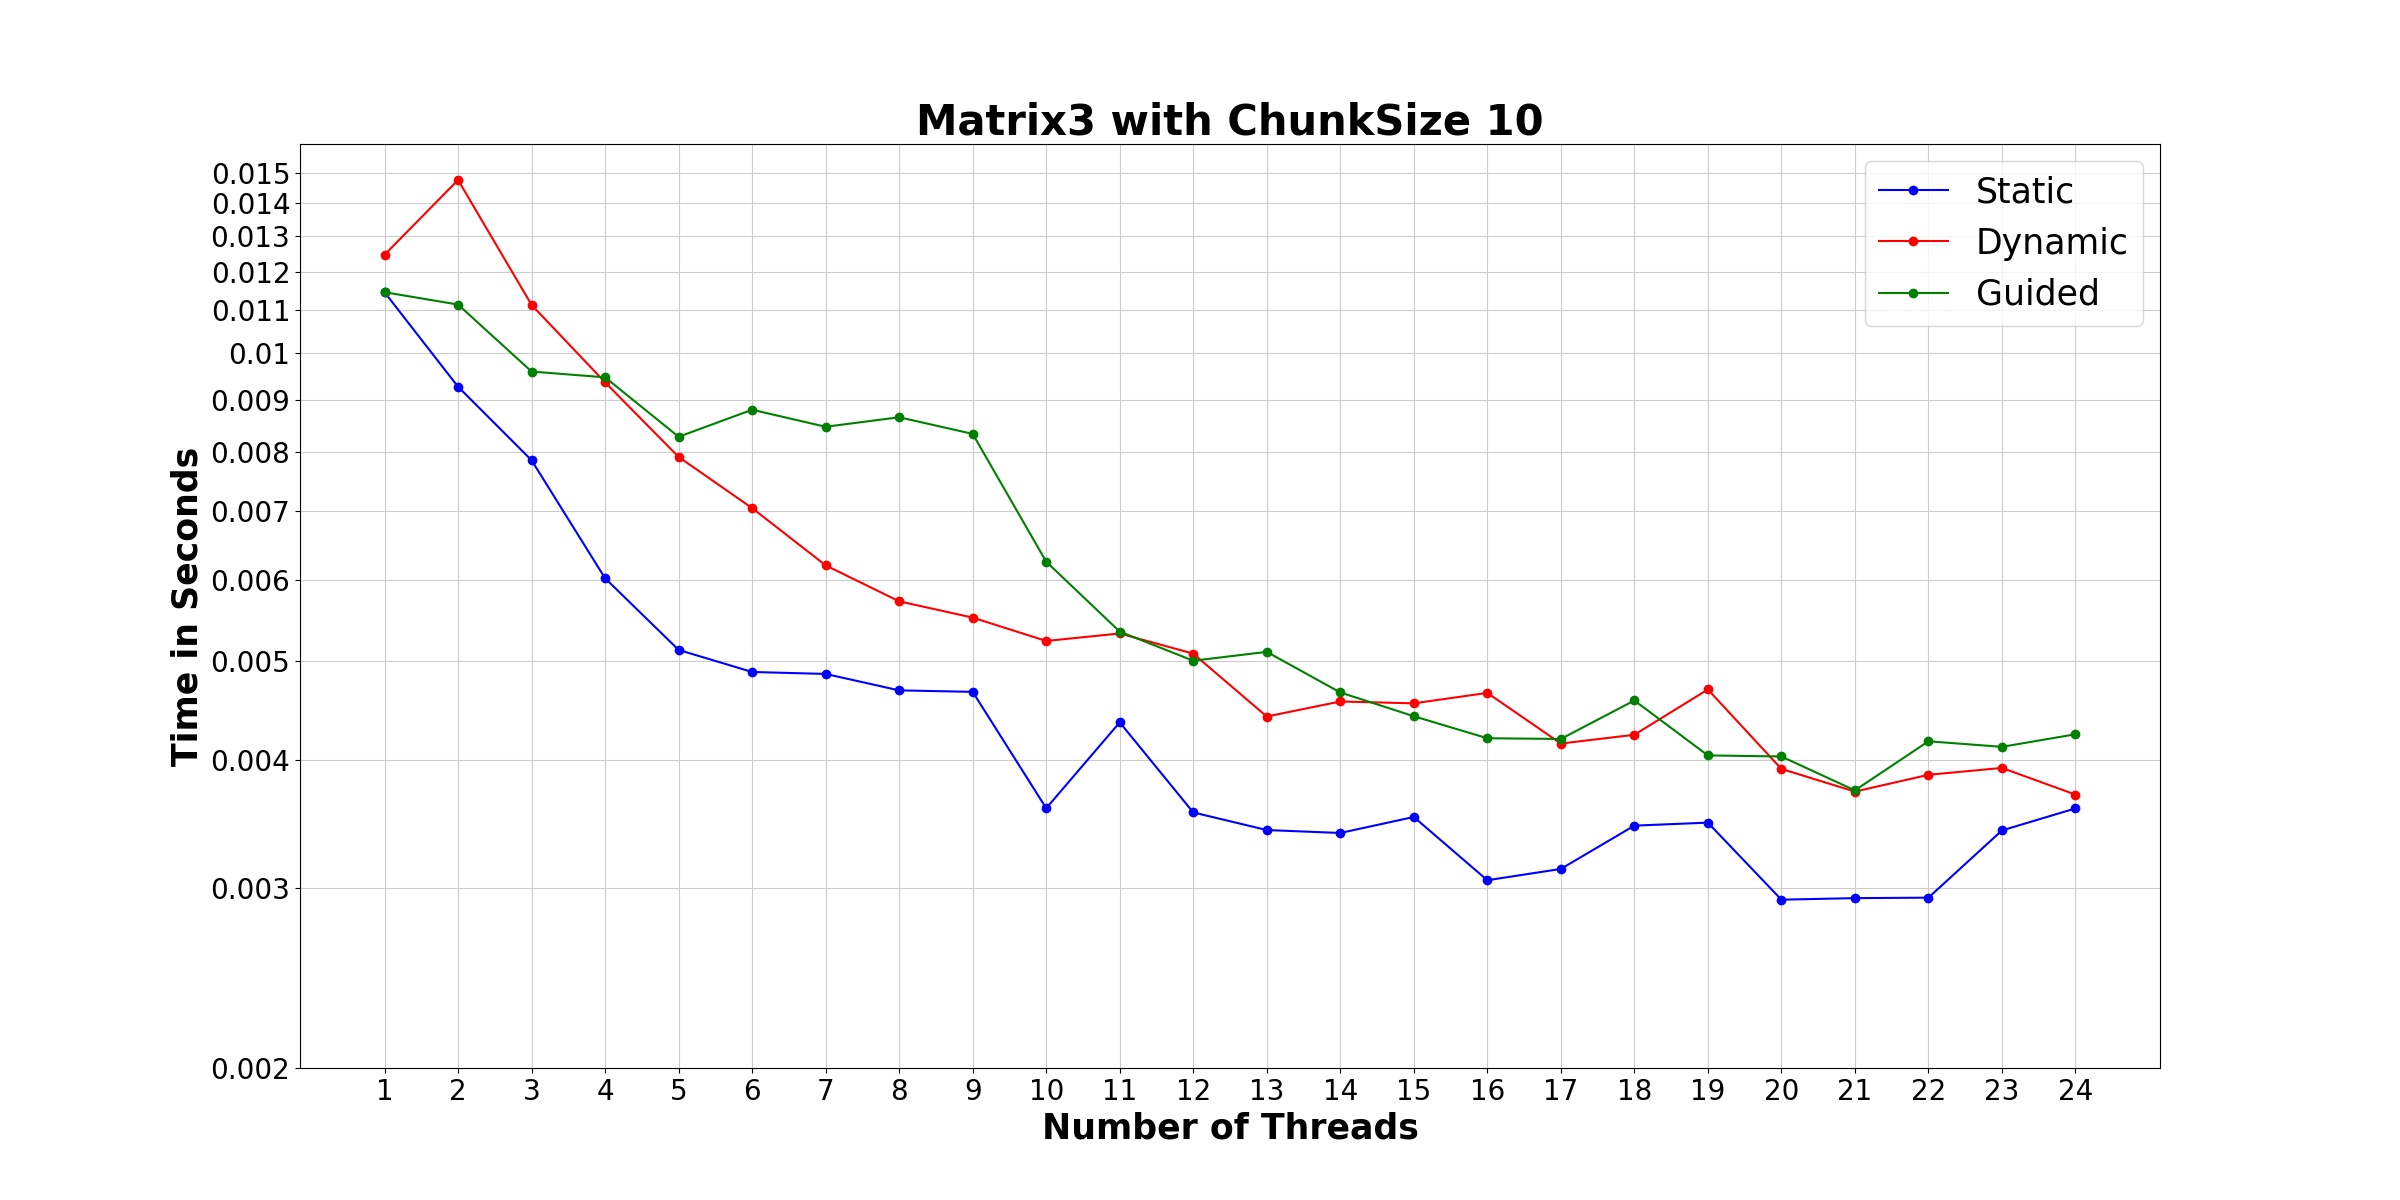 Matrix3 with ChunkSize 10
Static
Dynamic
Guided
Time in Seconds
0.015
0.014
0.013
0.012
0.011
0.01
0.009
0.008
0.007
0.006
0.005
0.004
0.003
0.002
1 2 3 4 5 6 7 8 9 10 11 12 13 14 15 16 17 18 19 20 21 22 23 24
Number of Threads